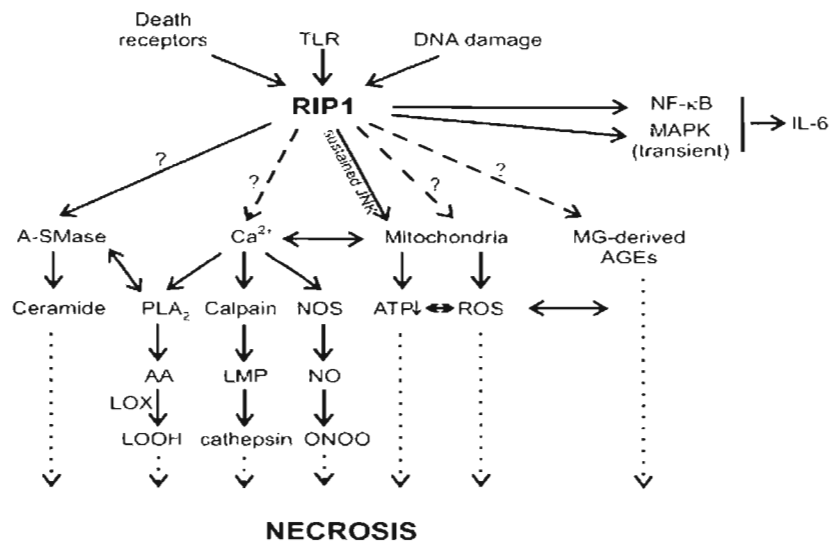 Death receptors
TLR
DNA damage
RIP1
NF-κB
MAPK (transient)
IL-6
?
?
sustained JNK
?
?
A-SMase
Ca²⁺
Mitochondria
MG-derived AGEs
Ceramide
PLA₂
Calpain
NOS
ATP↓
ROS
AA
LMP
NO
LOX
LOOH
cathepsin
ONOO
NECROSIS